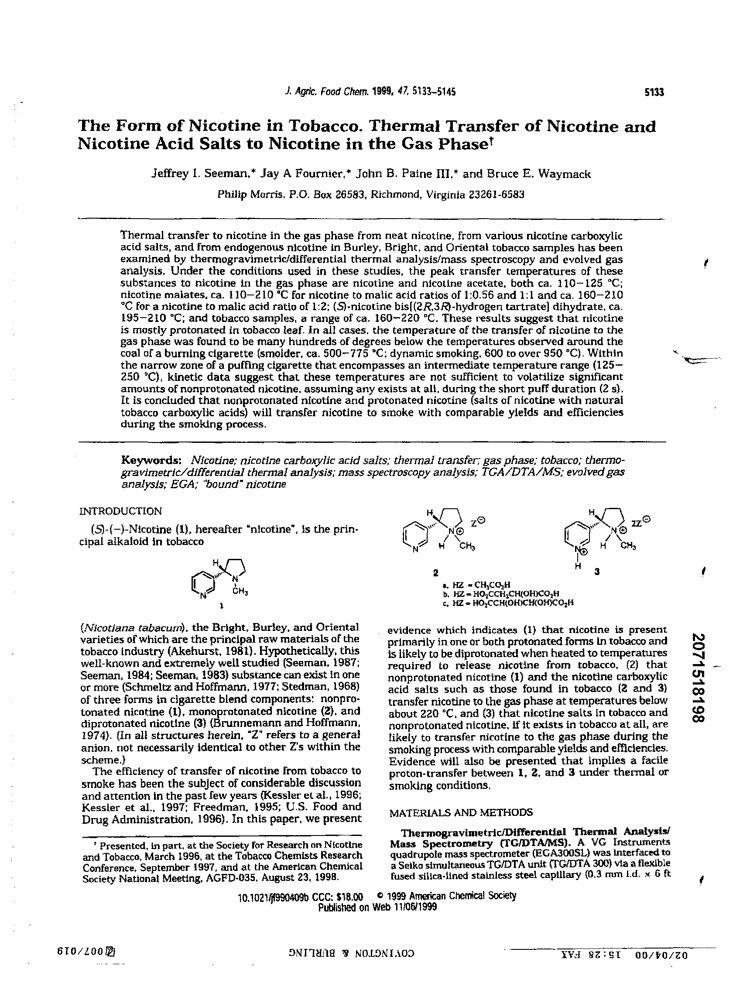 J. Agric. Food Chem. 1999, 47, 5133−5145
5133
The Form of Nicotine in Tobacco. Thermal Transfer of Nicotine and
Nicotine Acid Salts to Nicotine in the Gas Phase†
Jeffrey I. Seeman,* Jay A Fournier,* John B. Paine III,* and Bruce E. Waymack
Philip Morris, P.O. Box 26583, Richmond, Virginia 23261-6583
Thermal transfer to nicotine in the gas phase from neat nicotine, from various nicotine carboxylic
acid salts, and from endogenous nicotine in Burley, Bright, and Oriental tobacco samples has been
examined by thermogravimetric/differential thermal analysis/mass spectroscopy and evolved gas
analysis. Under the conditions used in these studies, the peak transfer temperatures of these
substances to nicotine in the gas phase are nicotine and nicotine acetate, both ca. 110−125 °C;
nicotine malates, ca. 110−210 °C for nicotine to malic acid ratios of 1:0.56 and 1:1 and ca. 160−210
°C for a nicotine to malic acid ratio of 1:2; (S)-nicotine bis[(2R,3R)-hydrogen tartrate] dihydrate, ca.
195−210 °C; and tobacco samples, a range of ca. 160−220 °C. These results suggest that nicotine
is mostly protonated in tobacco leaf. In all cases, the temperature of the transfer of nicotine to the
gas phase was found to be many hundreds of degrees below the temperatures observed around the
coal of a burning cigarette (smolder, ca. 500−775 °C; dynamic smoking, 600 to over 950 °C). Within
the narrow zone of a puffing cigarette that encompasses an intermediate temperature range (125−
250 °C), kinetic data suggest that these temperatures are not sufficient to volatilize significant
amounts of nonprotonated nicotine, assuming any exists at all, during the short puff duration (2 s).
It is concluded that nonprotonated nicotine and protonated nicotine (salts of nicotine with natural
tobacco carboxylic acids) will transfer nicotine to smoke with comparable yields and efficiencies
during the smoking process.
Keywords: Nicotine; nicotine carboxylic acid salts; thermal transfer; gas phase; tobacco; thermo-
gravimetric/differential thermal analysis; mass spectroscopy analysis; TGA/DTA/MS; evolved gas
analysis; EGA; "bound" nicotine
INTRODUCTION
(S)-(−)-Nicotine (1), hereafter "nicotine", is the prin-
cipal alkaloid in tobacco
H
N
N
CH3
1
(Nicotiana tabacum), the Bright, Burley, and Oriental
varieties of which are the principal raw materials of the
tobacco industry (Akehurst, 1981). Hypothetically, this
well-known and extremely well studied (Seeman, 1987;
Seeman, 1984; Seeman, 1983) substance can exist in one
or more (Schmeltz and Hoffmann, 1977; Stedman, 1968)
of three forms in cigarette blend components: nonpro-
tonated nicotine (1), monoprotonated nicotine (2), and
diprotonated nicotine (3) (Brunnemann and Hoffmann,
1974). (In all structures herein, "Z" refers to a general
anion, not necessarily identical to other Z's within the
scheme.)
The efficiency of transfer of nicotine from tobacco to
smoke has been the subject of considerable discussion
and attention in the past few years (Kessler et al., 1996;
Kessler et al., 1997; Freedman, 1995; U.S. Food and
Drug Administration, 1996). In this paper, we present
† Presented, in part, at the Society for Research on Nicotine
and Tobacco, March 1996, at the Tobacco Chemists Research
Conference, September 1997, and at the American Chemical
Society National Meeting, AGFD-035, August 23, 1998.
H
N⊕
Z⊖
N
H
CH3
2
H
N⊕
2Z⊖
N⊕
H
CH3
H
3
a. HZ = CH3CO2H
b. HZ = HO2CCH2CH(OH)CO2H
c. HZ = HO2CCH(OH)CH(OH)CO2H
evidence which indicates (1) that nicotine is present
primarily in one or both protonated forms in tobacco and
is likely to be diprotonated when heated to temperatures
required to release nicotine from tobacco, (2) that
nonprotonated nicotine (1) and the nicotine carboxylic
acid salts such as those found in tobacco (2 and 3)
transfer nicotine to the gas phase at temperatures below
about 220 °C, and (3) that nicotine salts in tobacco and
nonprotonated nicotine, if it exists in tobacco at all, are
likely to transfer nicotine to the gas phase during the
smoking process with comparable yields and efficiencies.
Evidence will also be presented that implies a facile
proton-transfer between 1, 2, and 3 under thermal or
smoking conditions.
MATERIALS AND METHODS
Thermogravimetric/Differential Thermal Analysis/
Mass Spectrometry (TG/DTA/MS). A VG Instruments
quadrupole mass spectrometer (EGA300SL) was interfaced to
a Seiko simultaneous TG/DTA unit (TG/DTA 300) via a flexible
fused silica-lined stainless steel capillary (0.3 mm i.d. × 6 ft
10.1021/jf990409b CCC: $18.00 © 1999 American Chemical Society
Published on Web 11/06/1999
2071518198
02/04/00 15:28 FAX
COVINGTON & BURLING
007/019